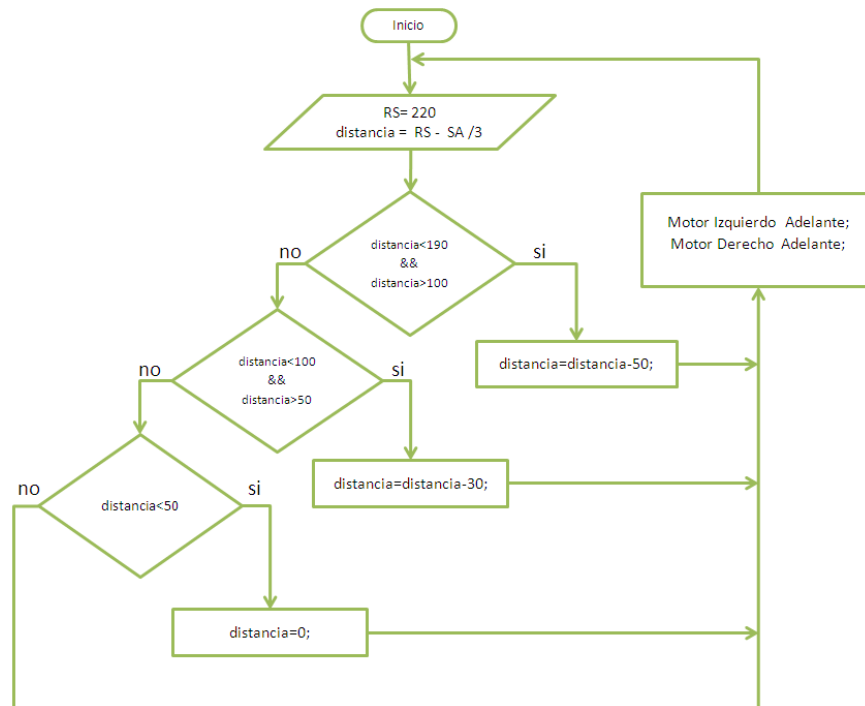 Inicio
RS= 220
distancia = RS - SA /3
Motor Izquierdo Adelante;
Motor Derecho Adelante;
no
distancia<190
&&
distancia>100
si
no
distancia<100
&&
distancia>50
si
distancia=distancia-50;
no
distancia<50
si
distancia=distancia-30;
distancia=0;